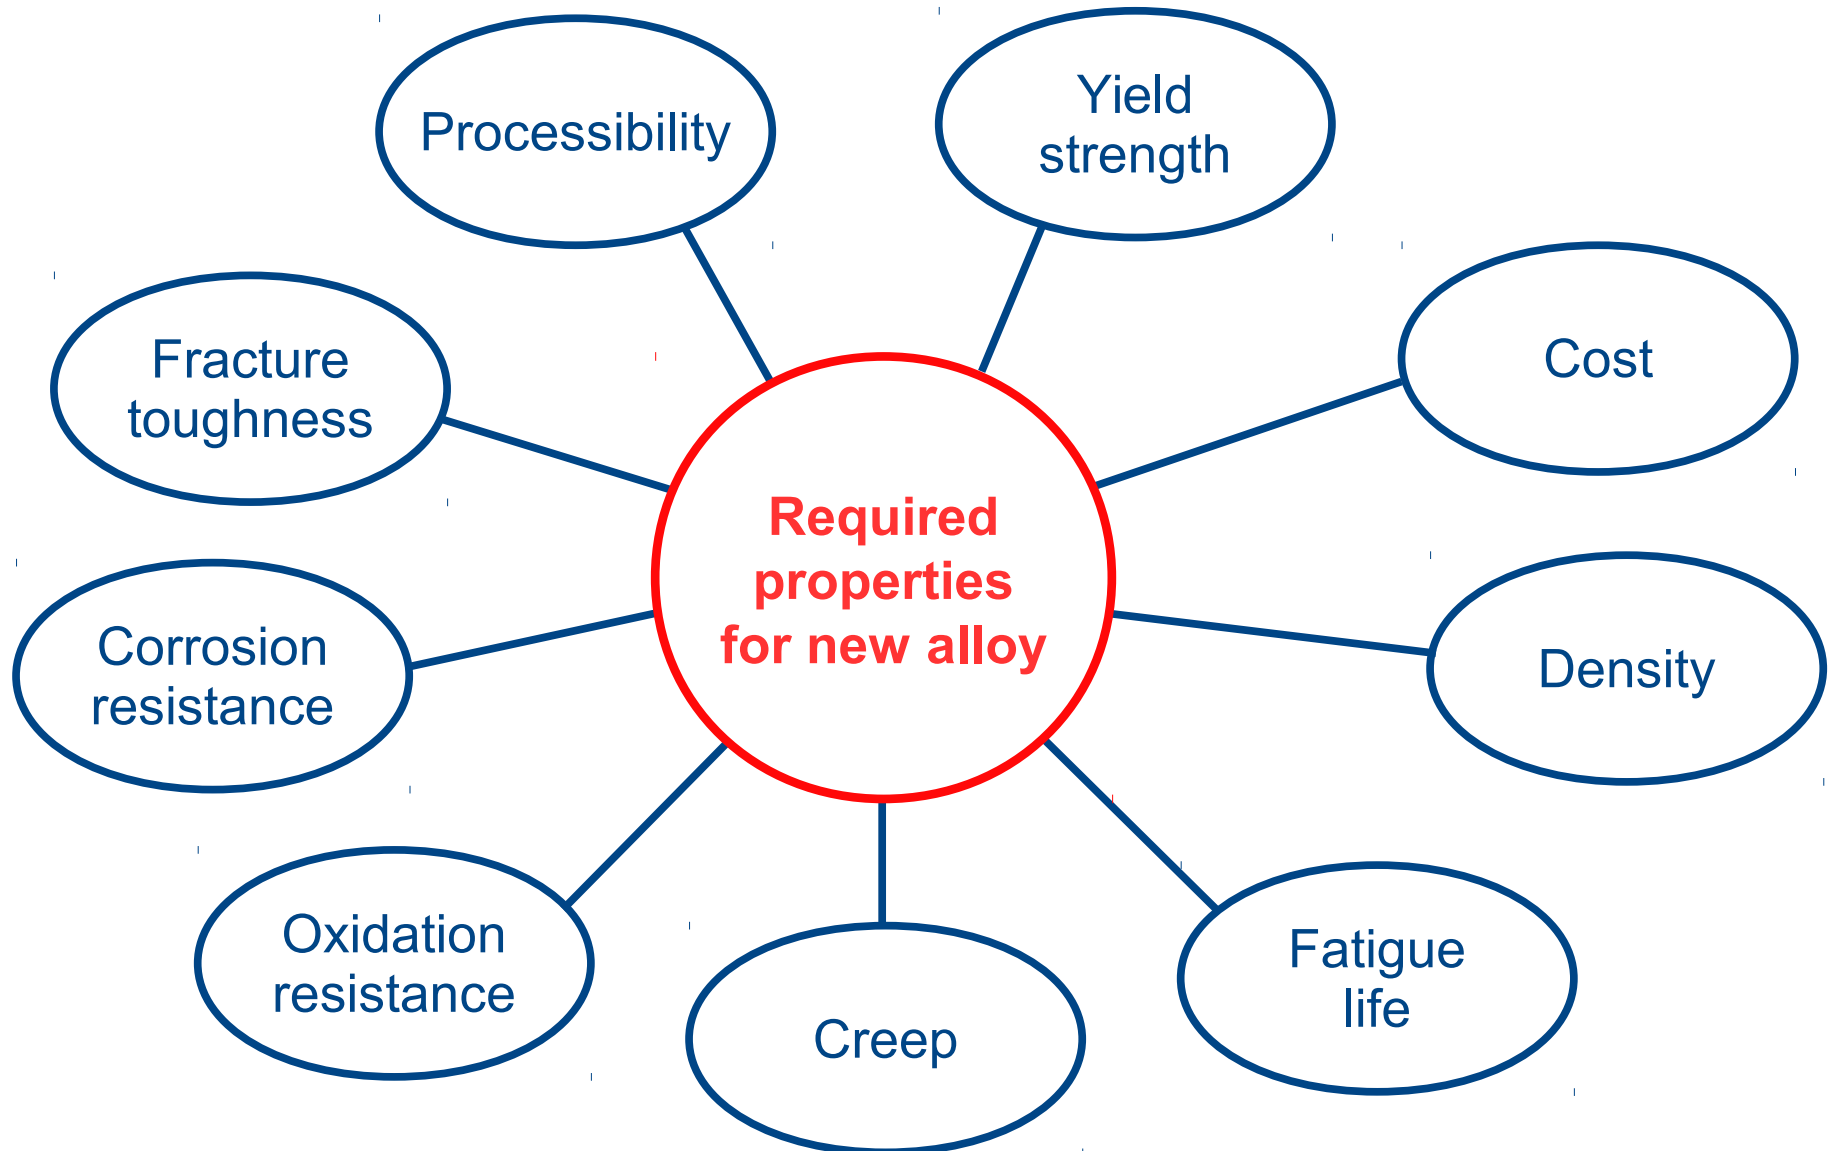 Processibility
Yield
strength
Fracture
toughness
Cost
Required
properties
for new alloy
Corrosion
resistance
Density
Oxidation
resistance
Creep
Fatigue
life